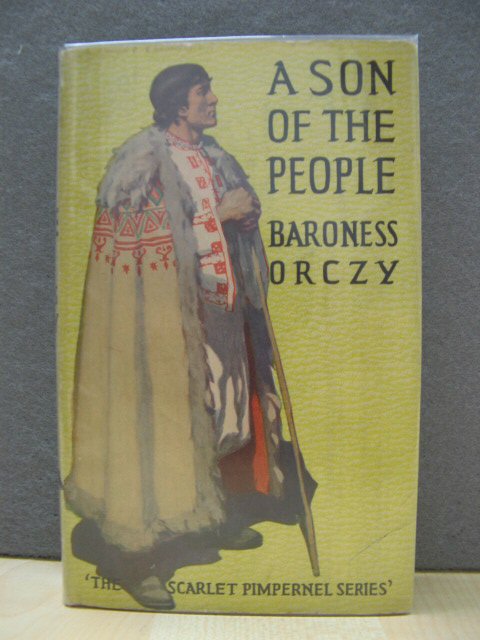 A SON
OF THE
PEOPLE
BARONESS
ORCZY
'THE SCARLET PIMPERNEL SERIES'